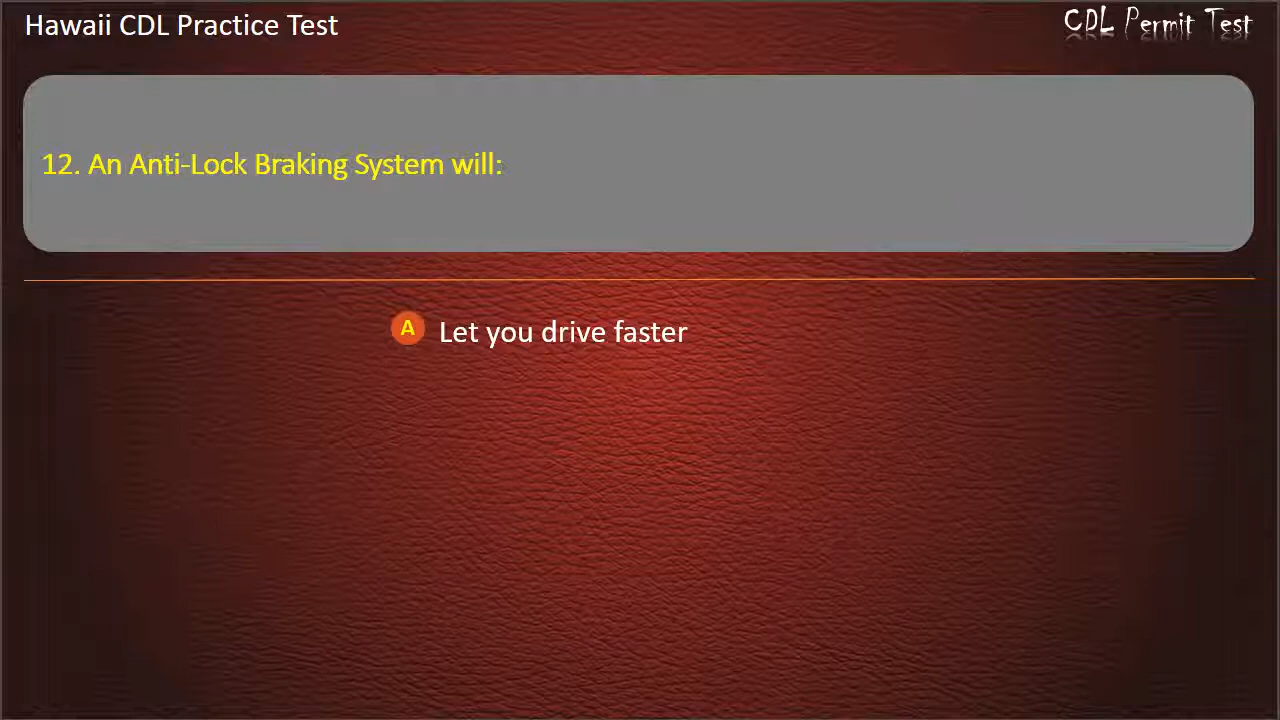 Hawaii CDL Practice Test
CDL Permit Test
12. An Anti-Lock Braking System will:
A Let you drive faster